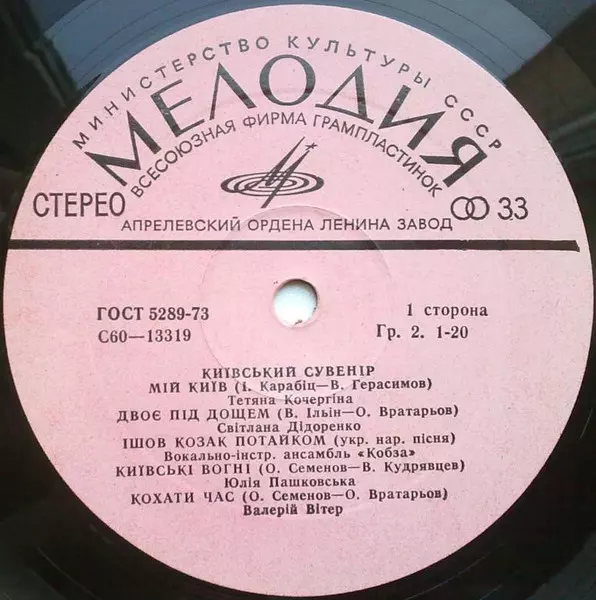 МИНИСТЕРСТВО КУЛЬТУРЫ СССР
МЕЛОДИЯ
ВСЕСОЮЗНАЯ ФИРМА ГРАМПЛАСТИНОК
СТЕРЕО
33
АПРЕЛЕВСКИЙ ОРДЕНА ЛЕНИНА ЗАВОД
ГОСТ 5289-73
1 сторона
С60—13319
Гр. 2. 1-20
КИЇВСЬКИЙ СУВЕНІР
МІЙ КИЇВ (І. Карабіц—В. Герасимов)
Тетяна Кочергіна
ДВОЄ ПІД ДОЩЕМ (В. Ільїн—О. Вратарьов)
Світлана Дідоренко
ІШОВ КОЗАК ПОТАЙКОМ (укр. нар. пісня)
Вокально-інстр. ансамбль «Кобза»
КИЇВСЬКІ ВОГНІ (О. Семенов—В. Кудрявцев)
Юлія Пашковська
КОХАТИ ЧАС (О. Семенов—О. Вратарьов)
Валерій Вітер